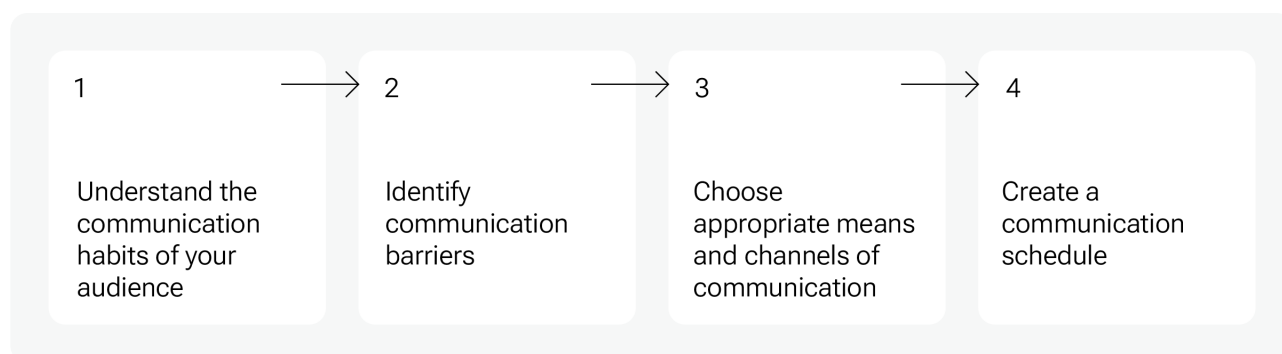 1
Understand the
communication
habits of your
audience
2
Identify
communication
barriers
3
Choose
appropriate means
and channels of
communication
4
Create a
communication
schedule